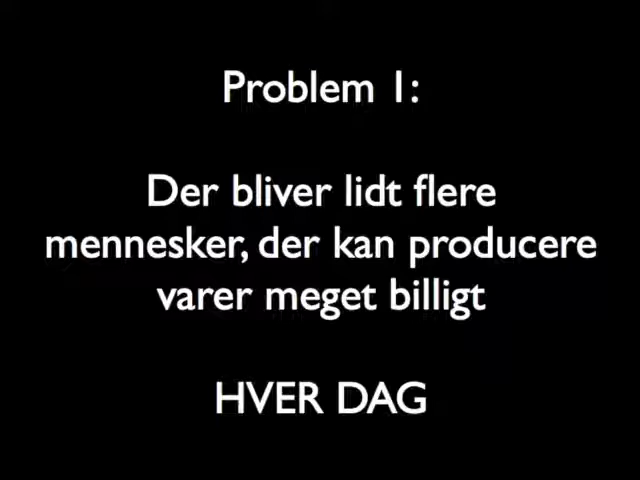 Problem 1:
Der bliver lidt flere
mennesker, der kan producere
varer meget billigt
HVER DAG